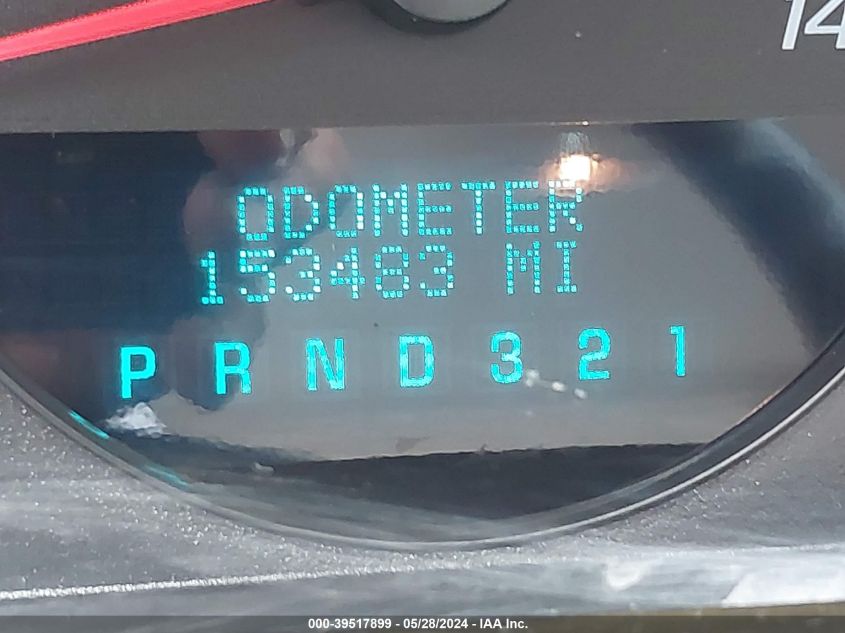 14
ODOMETER
153483 MI
P R N D 3 2 1
000-39517899 - 05/28/2024 - IAA Inc.